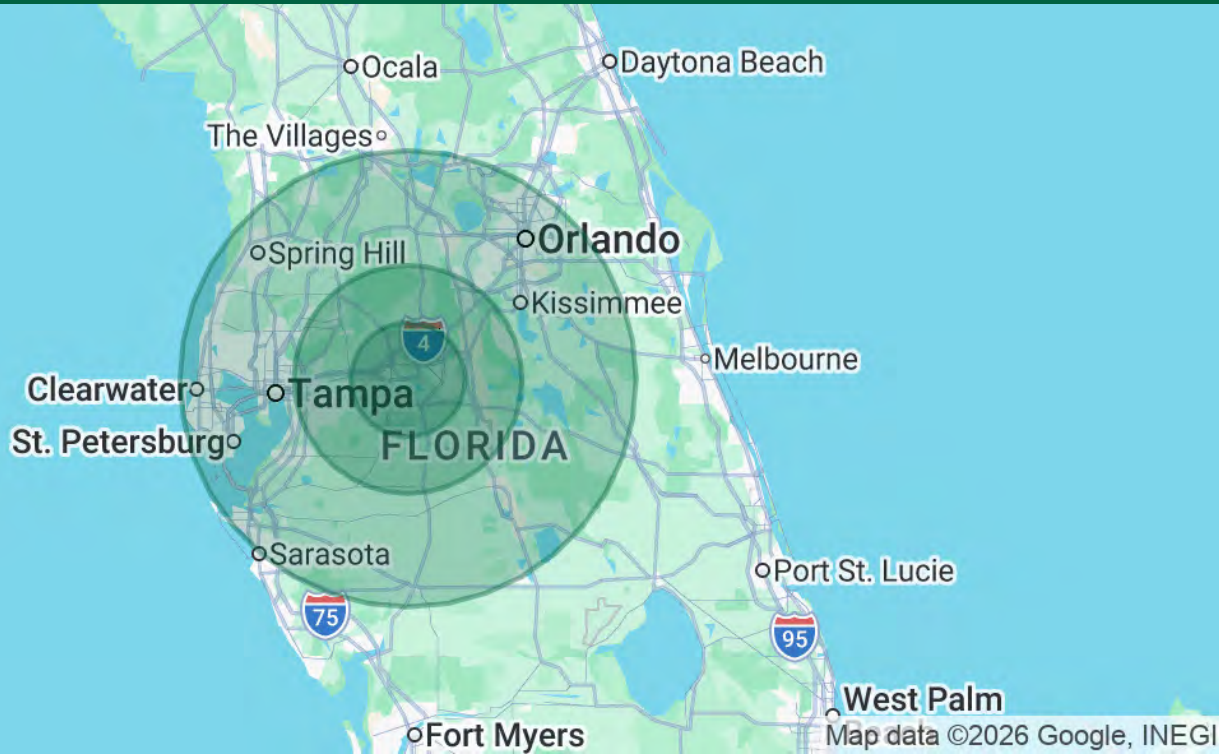 Ocala
Daytona Beach
The Villages
Orlando
Spring Hill
Kissimmee
4
Melbourne
Clearwater
Tampa
St. Petersburg
FLORIDA
Sarasota
Port St. Lucie
75
95
West Palm
Beach
Fort Myers
Map data ©2026 Google, INEGI